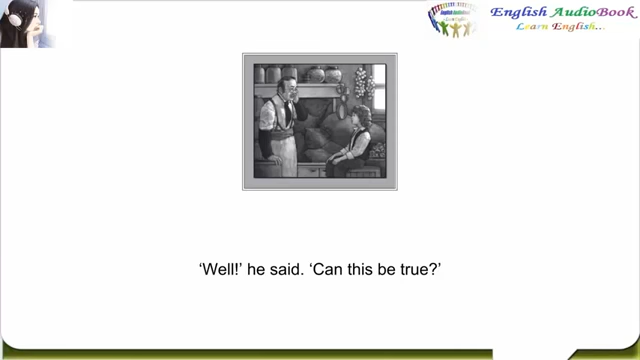 English AudioBook
Learn English...
‘Well!’ he said. ‘Can this be true?’